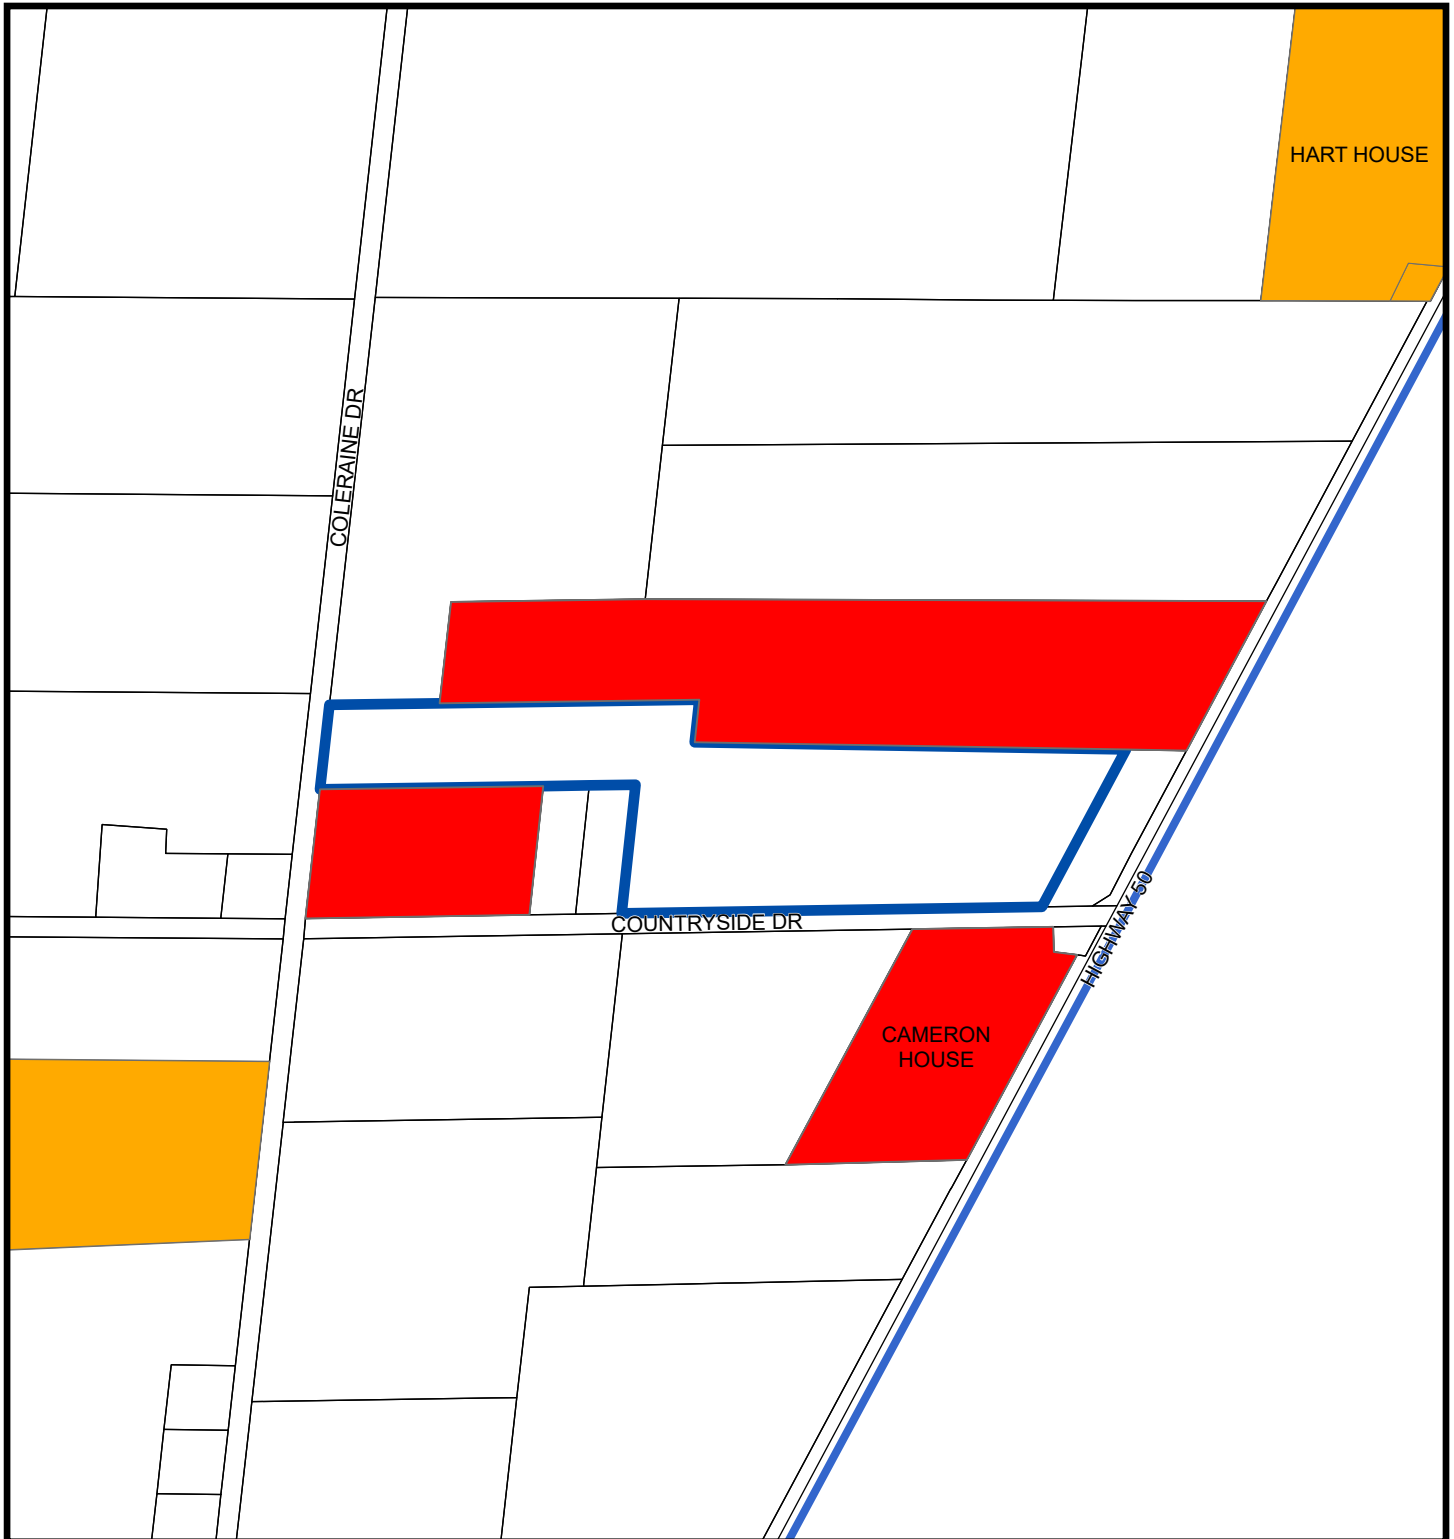 HART HOUSE
COLERAINE DR
HIGHWAY 50
COUNTRYSIDE DR
CAMERON
HOUSE